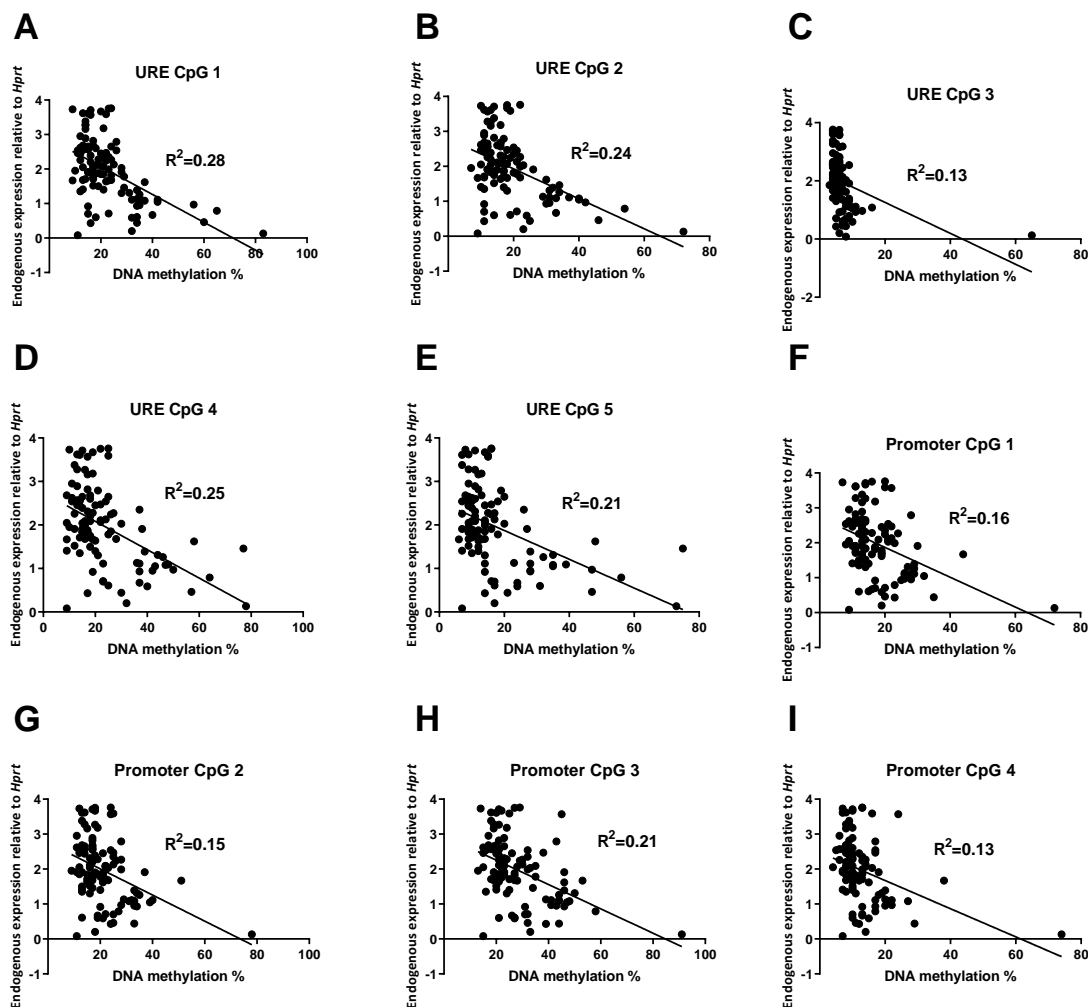 A
URE CpG 1
Endogenous expression relative to Hprt
4
3
2
1
0
-1
R²=0.28
20
40
60
80
100
DNA methylation %
B
URE CpG 2
Endogenous expression relative to Hprt
4
3
2
1
0
-1
R²=0.24
20
40
60
80
DNA methylation %
C
URE CpG 3
Endogenous expression relative to Hprt
4
2
0
-2
R²=0.13
20
40
60
80
DNA methylation %
D
URE CpG 4
Endogenous expression relative to Hprt
4
3
2
1
0
R²=0.25
0
20
40
60
80
100
DNA methylation %
E
URE CpG 5
Endogenous expression relative to Hprt
4
3
2
1
0
R²=0.21
0
20
40
60
80
DNA methylation %
F
Promoter CpG 1
Endogenous expression relative to Hprt
4
3
2
1
0
-1
R²=0.16
20
40
60
80
DNA methylation %
G
Promoter CpG 2
Endogenous expression relative to Hprt
4
3
2
1
0
-1
R²=0.15
20
40
60
80
100
DNA methylation %
H
Promoter CpG 3
Endogenous expression relative to Hprt
4
3
2
1
0
-1
R²=0.21
20
40
60
80
100
DNA methylation %
I
Promoter CpG 4
Endogenous expression relative to Hprt
4
3
2
1
0
-1
R²=0.13
20
40
60
80
DNA methylation %